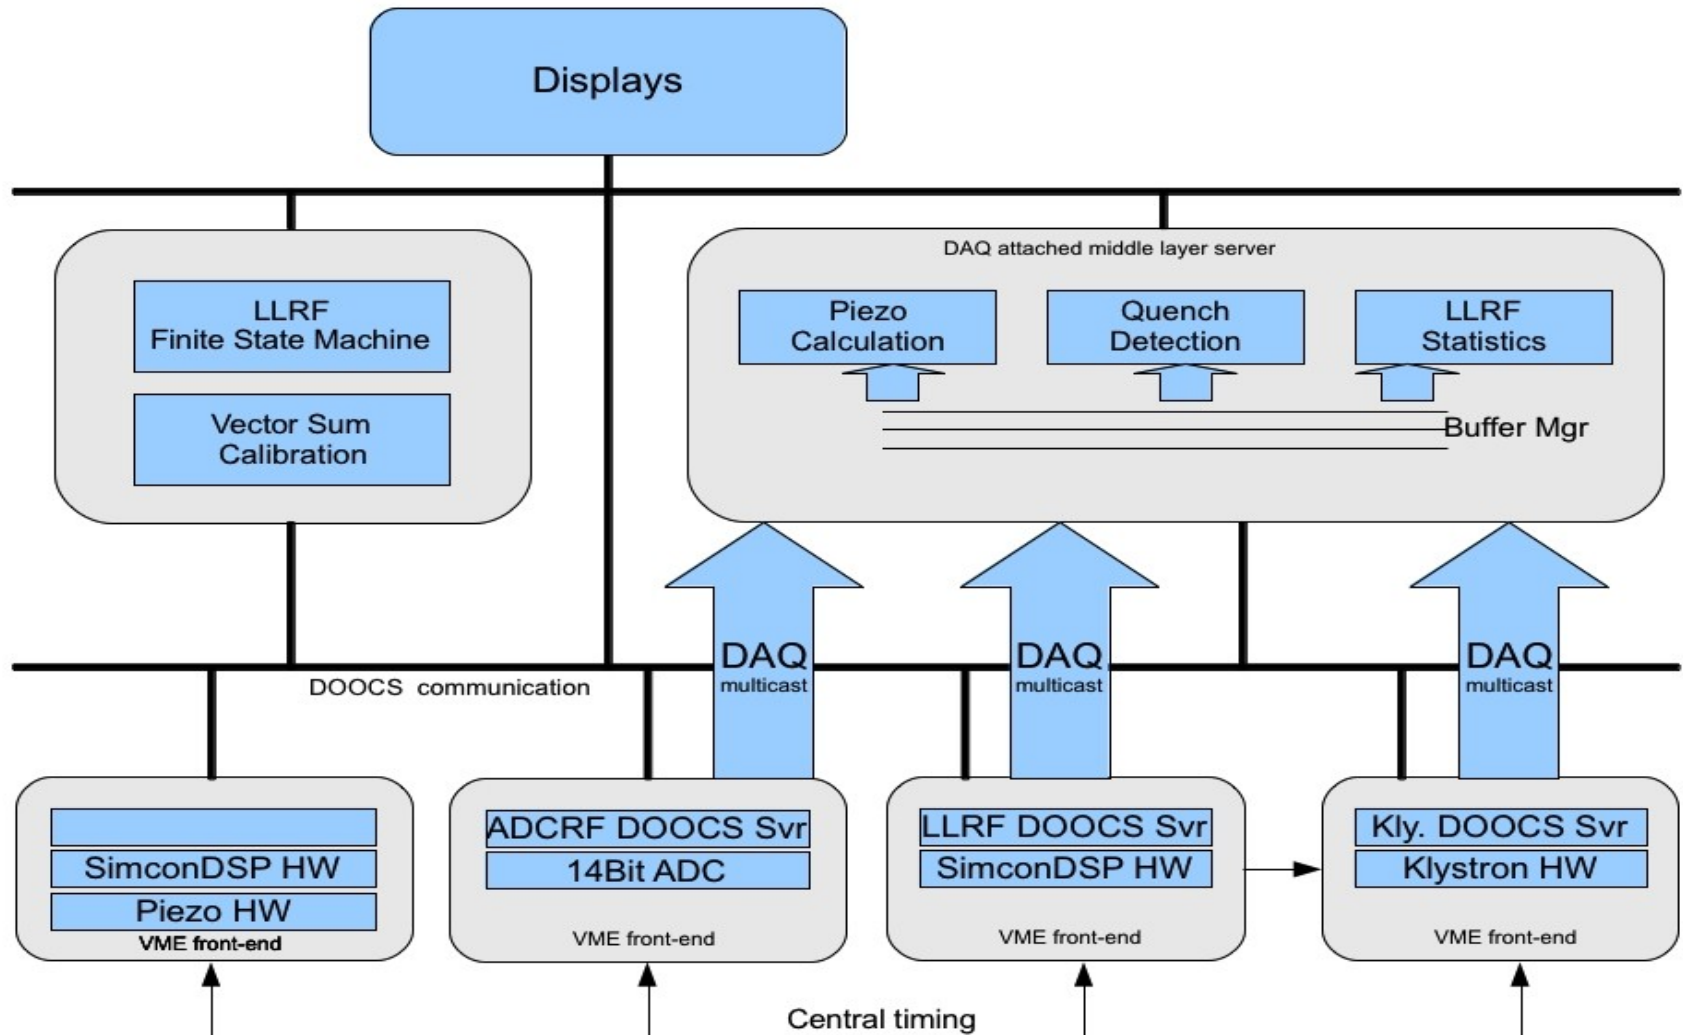 Displays
DAQ attached middle layer server
LLRF
Finite State Machine
Vector Sum
Calibration
Piezo
Calculation
Quench
Detection
LLRF
Statistics
Buffer Mgr
DAQ
multicast
DAQ
multicast
DAQ
multicast
DOOCS communication
SimconDSP HW
Piezo HW
VME front-end
ADCRF DOOCS Svr
14Bit ADC
VME front-end
LLRF DOOCS Svr
SimconDSP HW
VME front-end
Kly. DOOCS Svr
Klystron HW
VME front-end
Central timing